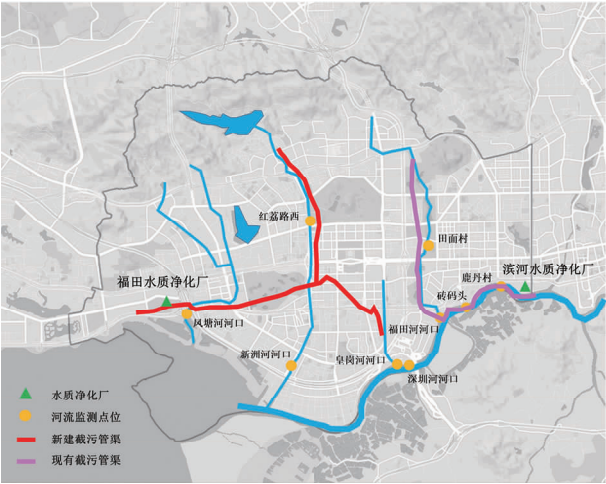 红荔路西
田面村
滨河水质净化厂
鹿丹村
福田水质净化厂
砖码头
凤塘河河口
福田河河口
新洲河河口
皇岗河河口
深圳河河口
水质净化厂
河流监测点位
新建截污管渠
现有截污管渠